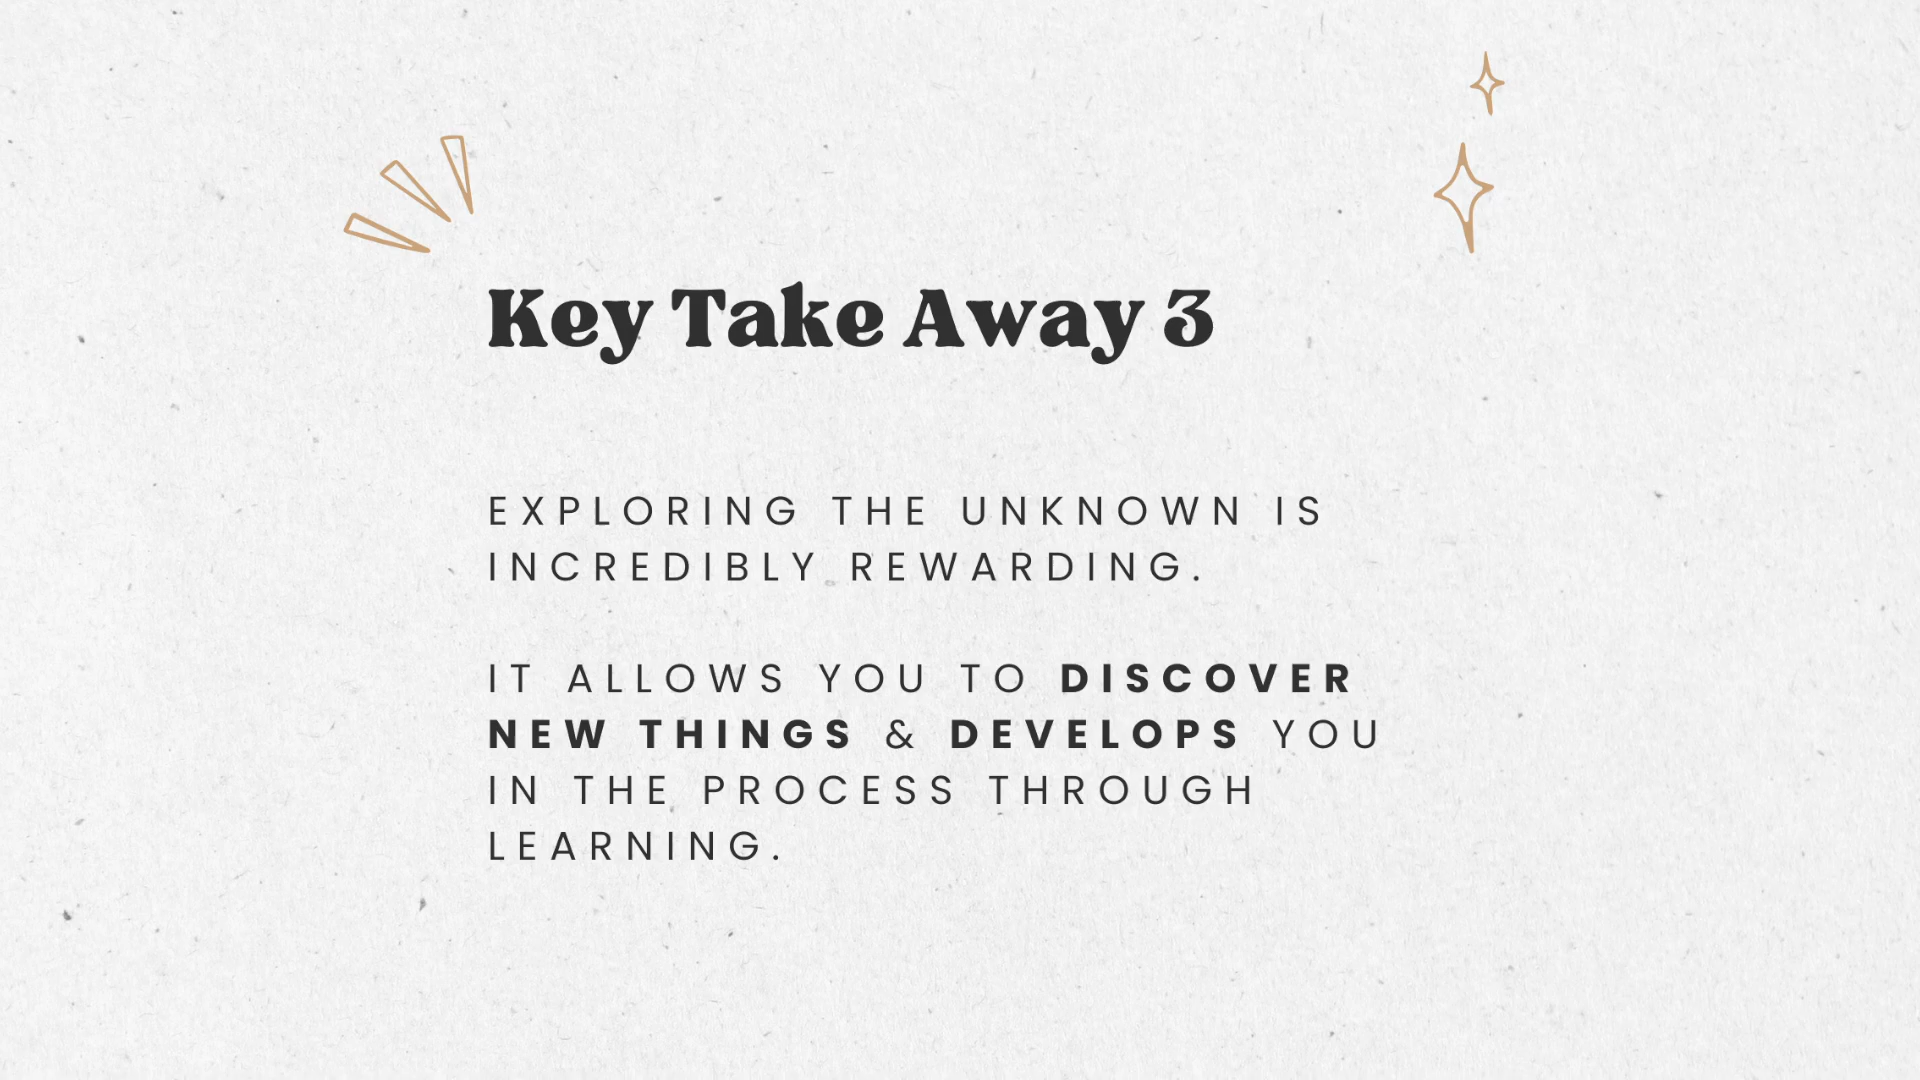 Key Take Away 3
EXPLORING THE UNKNOWN IS
INCREDIBLY REWARDING.
IT ALLOWS YOU TO DISCOVER
NEW THINGS & DEVELOPS YOU
IN THE PROCESS THROUGH
LEARNING.